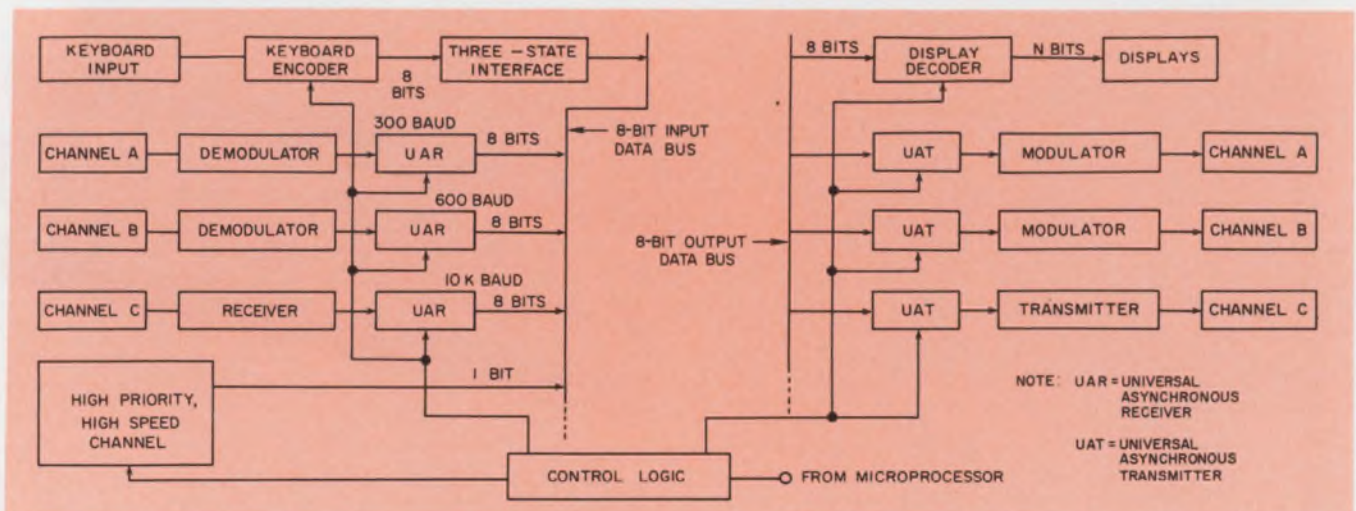 KEYBOARD
INPUT
KEYBOARD
ENCODER
8
BITS
THREE-STATE
INTERFACE
8 BITS
DISPLAY
DECODER
N BITS
DISPLAYS
300 BAUD
8-BIT INPUT
DATA BUS
CHANNEL A
DEMODULATOR
UAR
8 BITS
UAT
MODULATOR
CHANNEL A
600 BAUD
CHANNEL B
DEMODULATOR
UAR
8 BITS
8-BIT OUTPUT
DATA BUS
UAT
MODULATOR
CHANNEL B
10 K BAUD
CHANNEL C
RECEIVER
UAR
8 BITS
UAT
TRANSMITTER
CHANNEL C
1 BIT
HIGH PRIORITY,
HIGH SPEED
CHANNEL
NOTE: UAR = UNIVERSAL
ASYNCHRONOUS
RECEIVER
UAT = UNIVERSAL
ASYNCHRONOUS
TRANSMITTER
CONTROL LOGIC
FROM MICROPROCESSOR